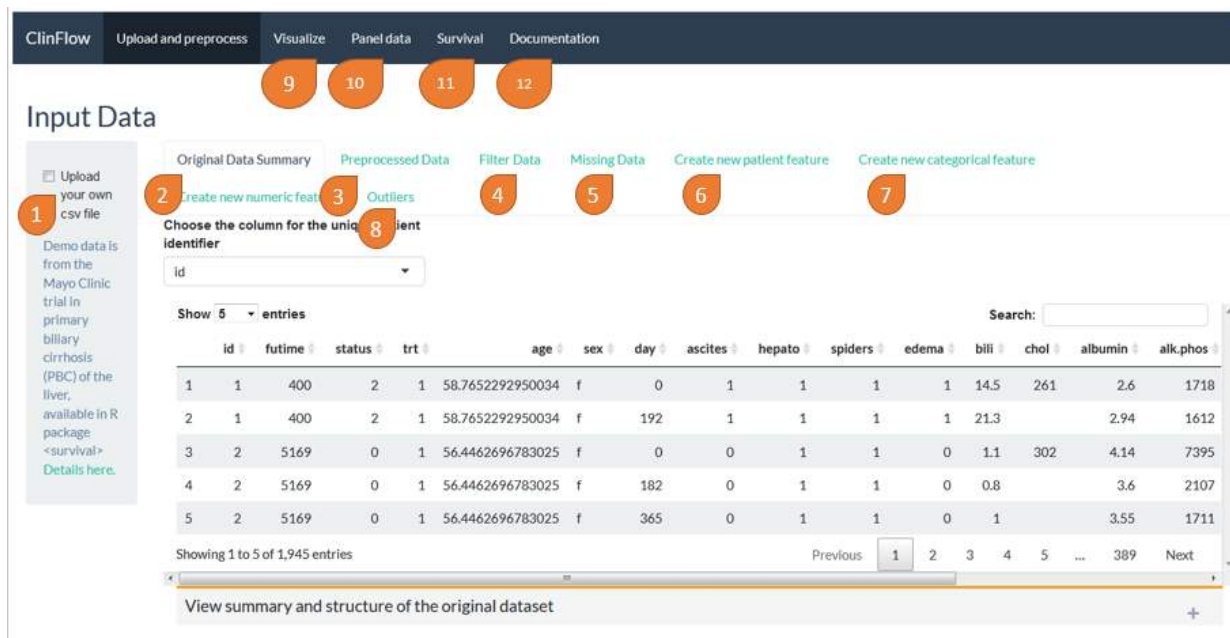 ClinFlow Upload and preprocess Visualize Panel data Survival Documentation
9 10 11 12
Input Data
Original Data Summary Preprocessed Data Filter Data Missing Data Create new patient feature Create new categorical feature
2 Create new numeric featu 3 Outliers 4 5 6 7
8
1
Upload
your own
csv file
Demo data is
from the
Mayo Clinic
trial in
primary
biliary
cirrhosis
(PBC) of the
liver,
available in R
package
<survival>
Details here.
Choose the column for the uniq ient
identifier
id
Show 5 entries Search:
id futime status trt age sex day ascites hepato spiders edema bili chol albumin alk.phos
1 1 400 2 1 58.7652292950034 f 0 1 1 1 1 14.5 261 2.6 1718
2 1 400 2 1 58.7652292950034 f 192 1 1 1 1 21.3 2.94 1612
3 2 5169 0 1 56.4462696783025 f 0 0 1 1 0 1.1 302 4.14 7395
4 2 5169 0 1 56.4462696783025 f 182 0 1 1 0 0.8 3.6 2107
5 2 5169 0 1 56.4462696783025 f 365 0 1 1 0 1 3.55 1711
Showing 1 to 5 of 1,945 entries Previous 1 2 3 4 5 ... 389 Next
View summary and structure of the original dataset +